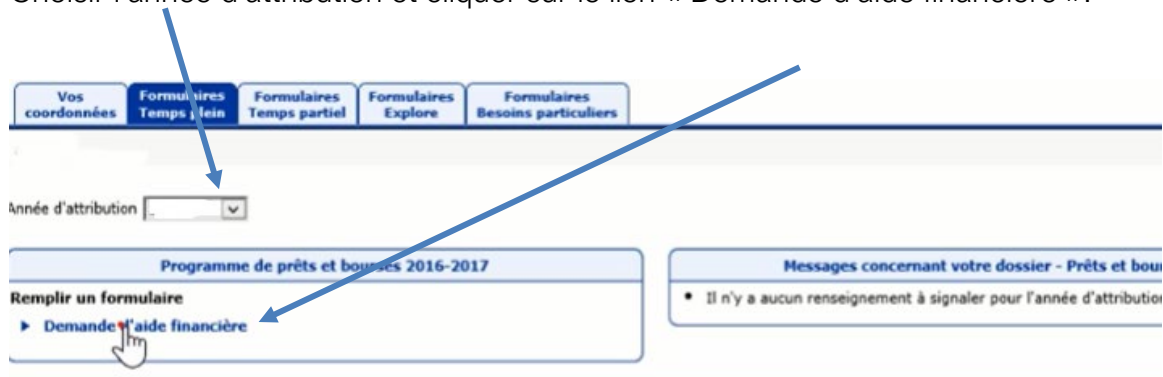 Choisir l'année d'attribution et cliquer sur le lien « Demande d'aide financière ».
Vos coordonnées
Formulaires Temps plein
Formulaires Temps partiel
Formulaires Explore
Formulaires Besoins particuliers
Année d'attribution
Programme de prêts et bourses 2016-2017
Remplir un formulaire
Demande d'aide financière
Messages concernant votre dossier - Prêts et bour
• Il n'y a aucun renseignement à signaler pour l'année d'attribution